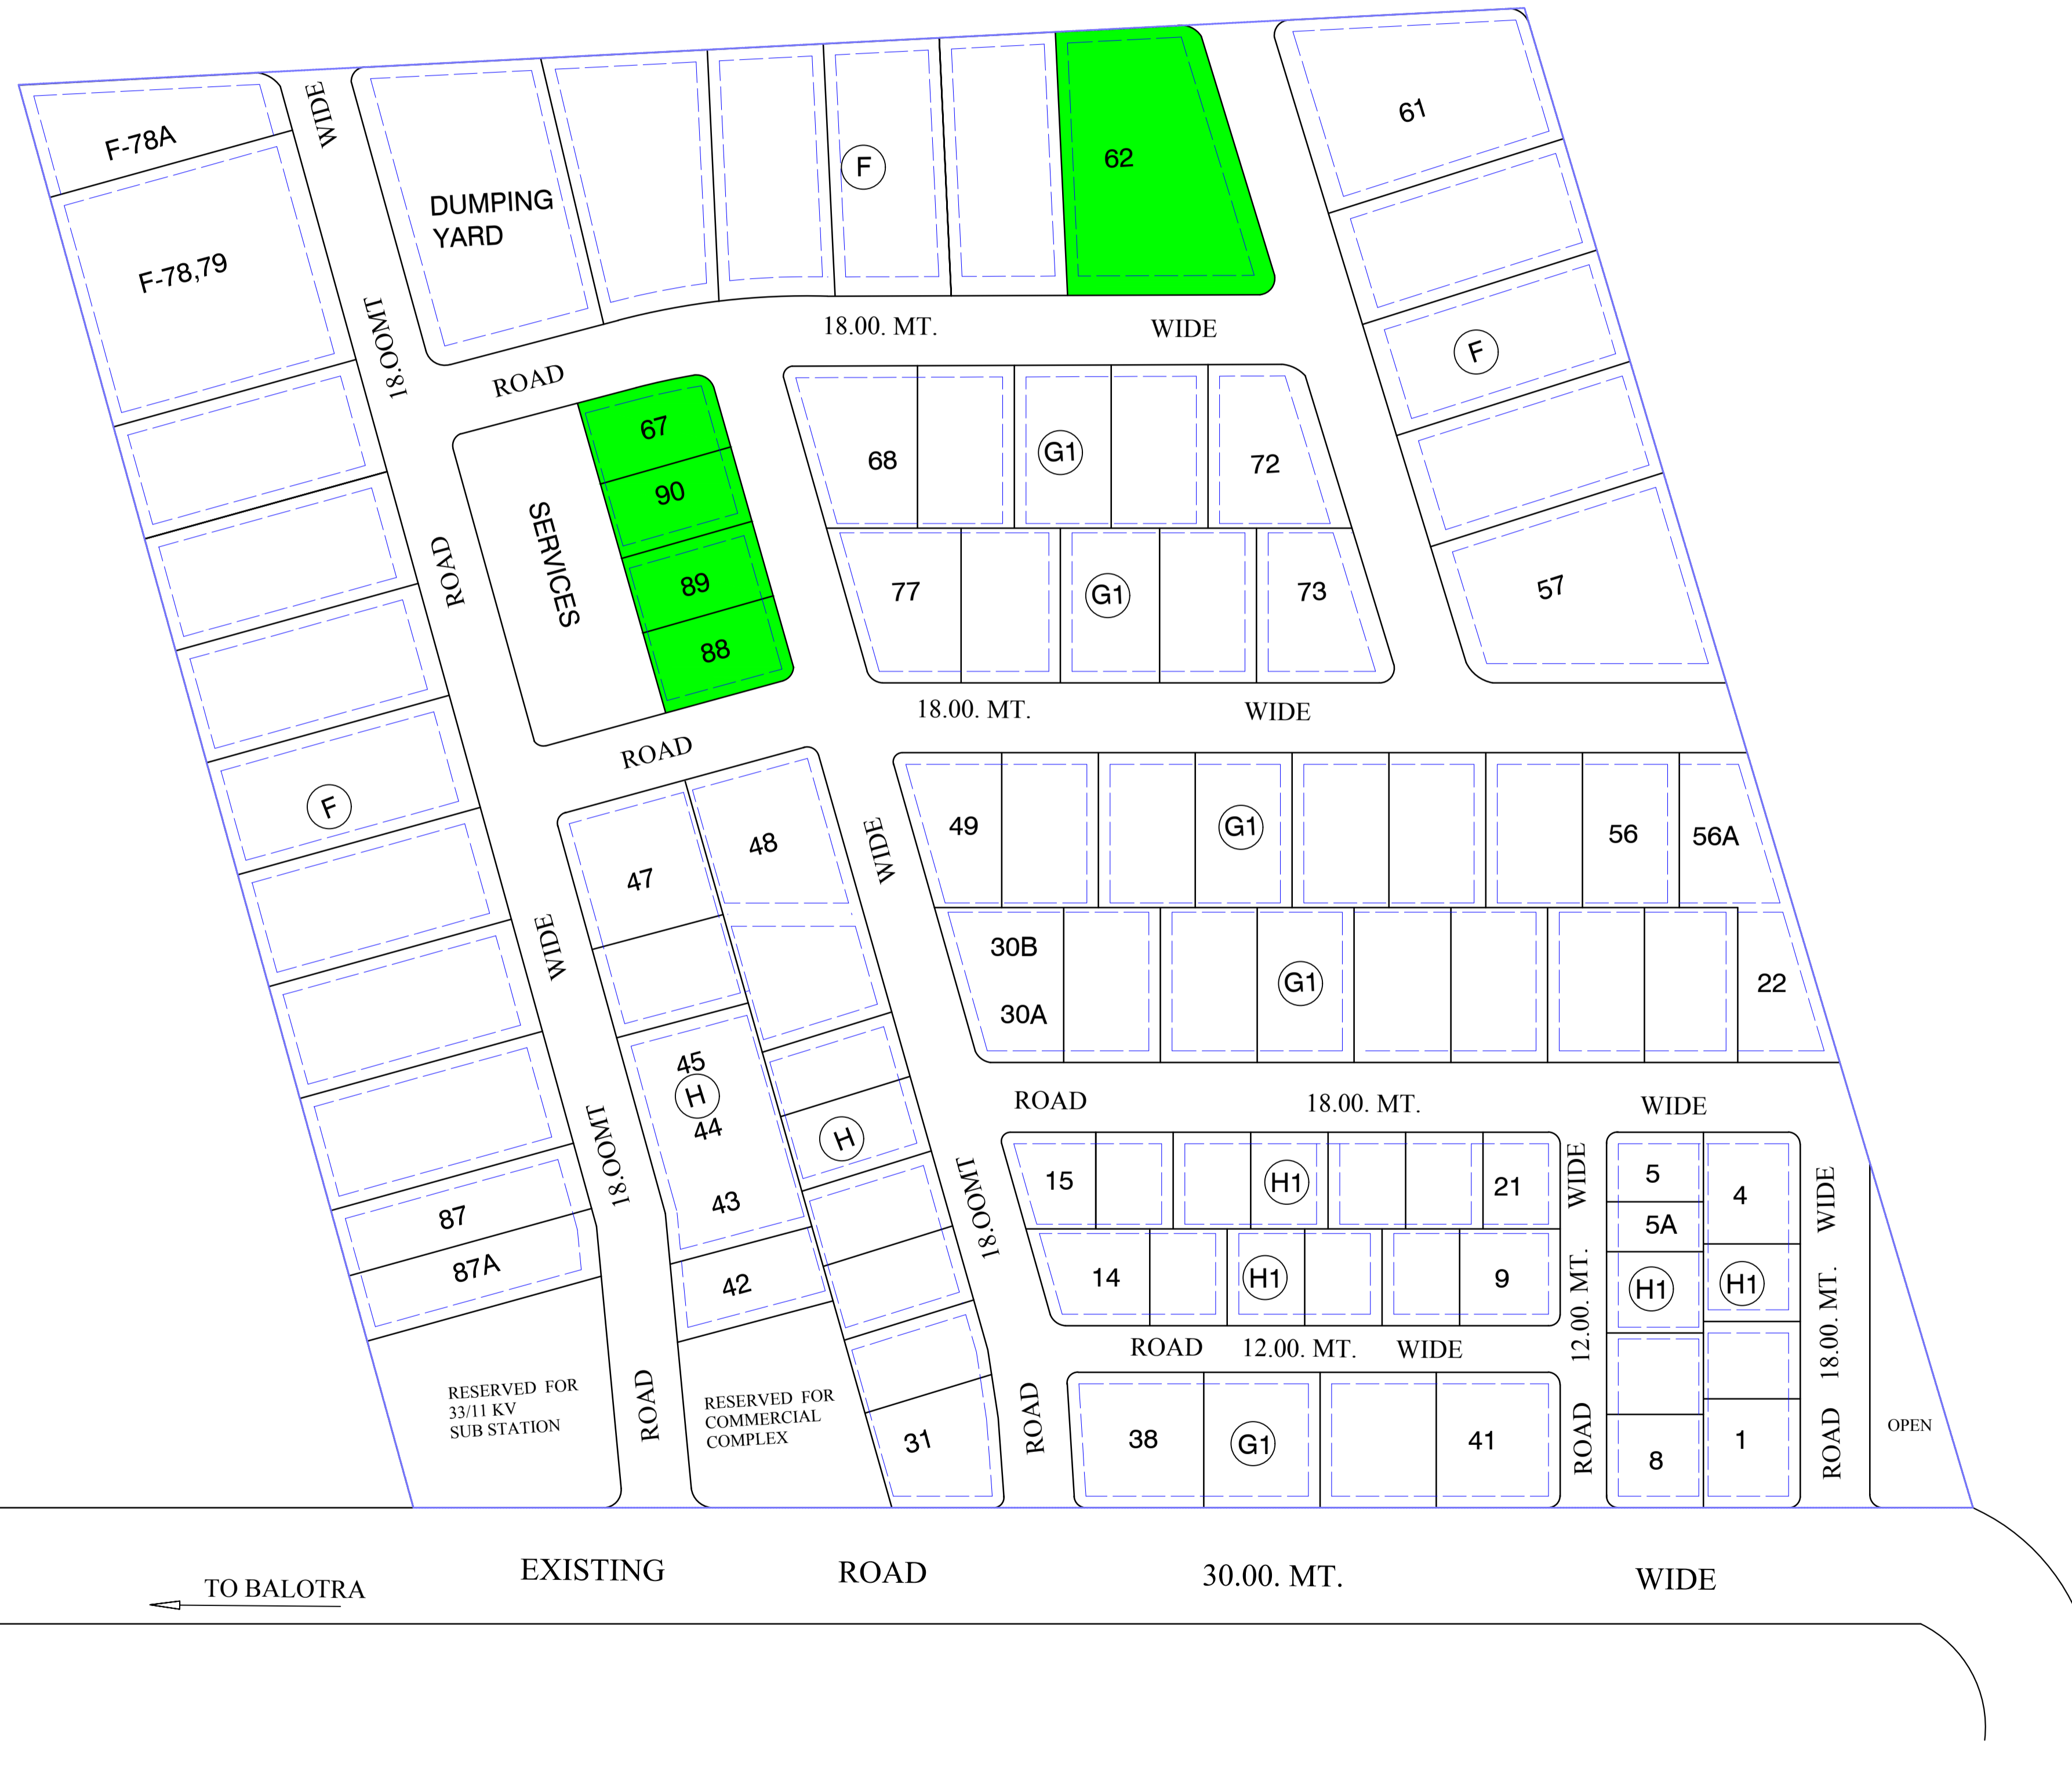 F-78A
F-78,79
WIDE
18.OOMT
ROAD
WIDE
18.OOMT
ROAD
DUMPING
YARD
F
62
61
F
57
18.00. MT.
WIDE
ROAD
67
90
89
88
SERVICES
68
G1
72
77
G1
73
18.00. MT.
WIDE
ROAD
F
87
87A
47
48
45
H
44
43
42
H
31
WIDE
18.OOMT
ROAD
49
G1
56
56A
30B
30A
G1
22
ROAD
18.00. MT.
WIDE
15
H1
21
14
H1
9
ROAD
12.00. MT.
WIDE
38
G1
41
WIDE
12.00. MT.
ROAD
5
5A
H1
8
4
H1
1
WIDE
18.00. MT.
ROAD
OPEN
RESERVED FOR
33/11 KV
SUB STATION
RESERVED FOR
COMMERCIAL
COMPLEX
TO BALOTRA
EXISTING
ROAD
30.00. MT.
WIDE